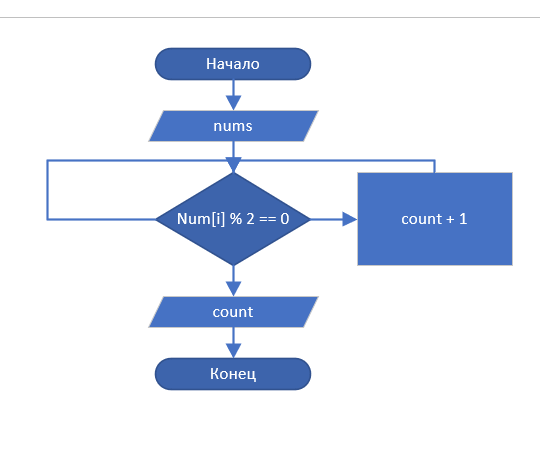 Начало
nums
Num[i] % 2 == 0
count + 1
count
Конец